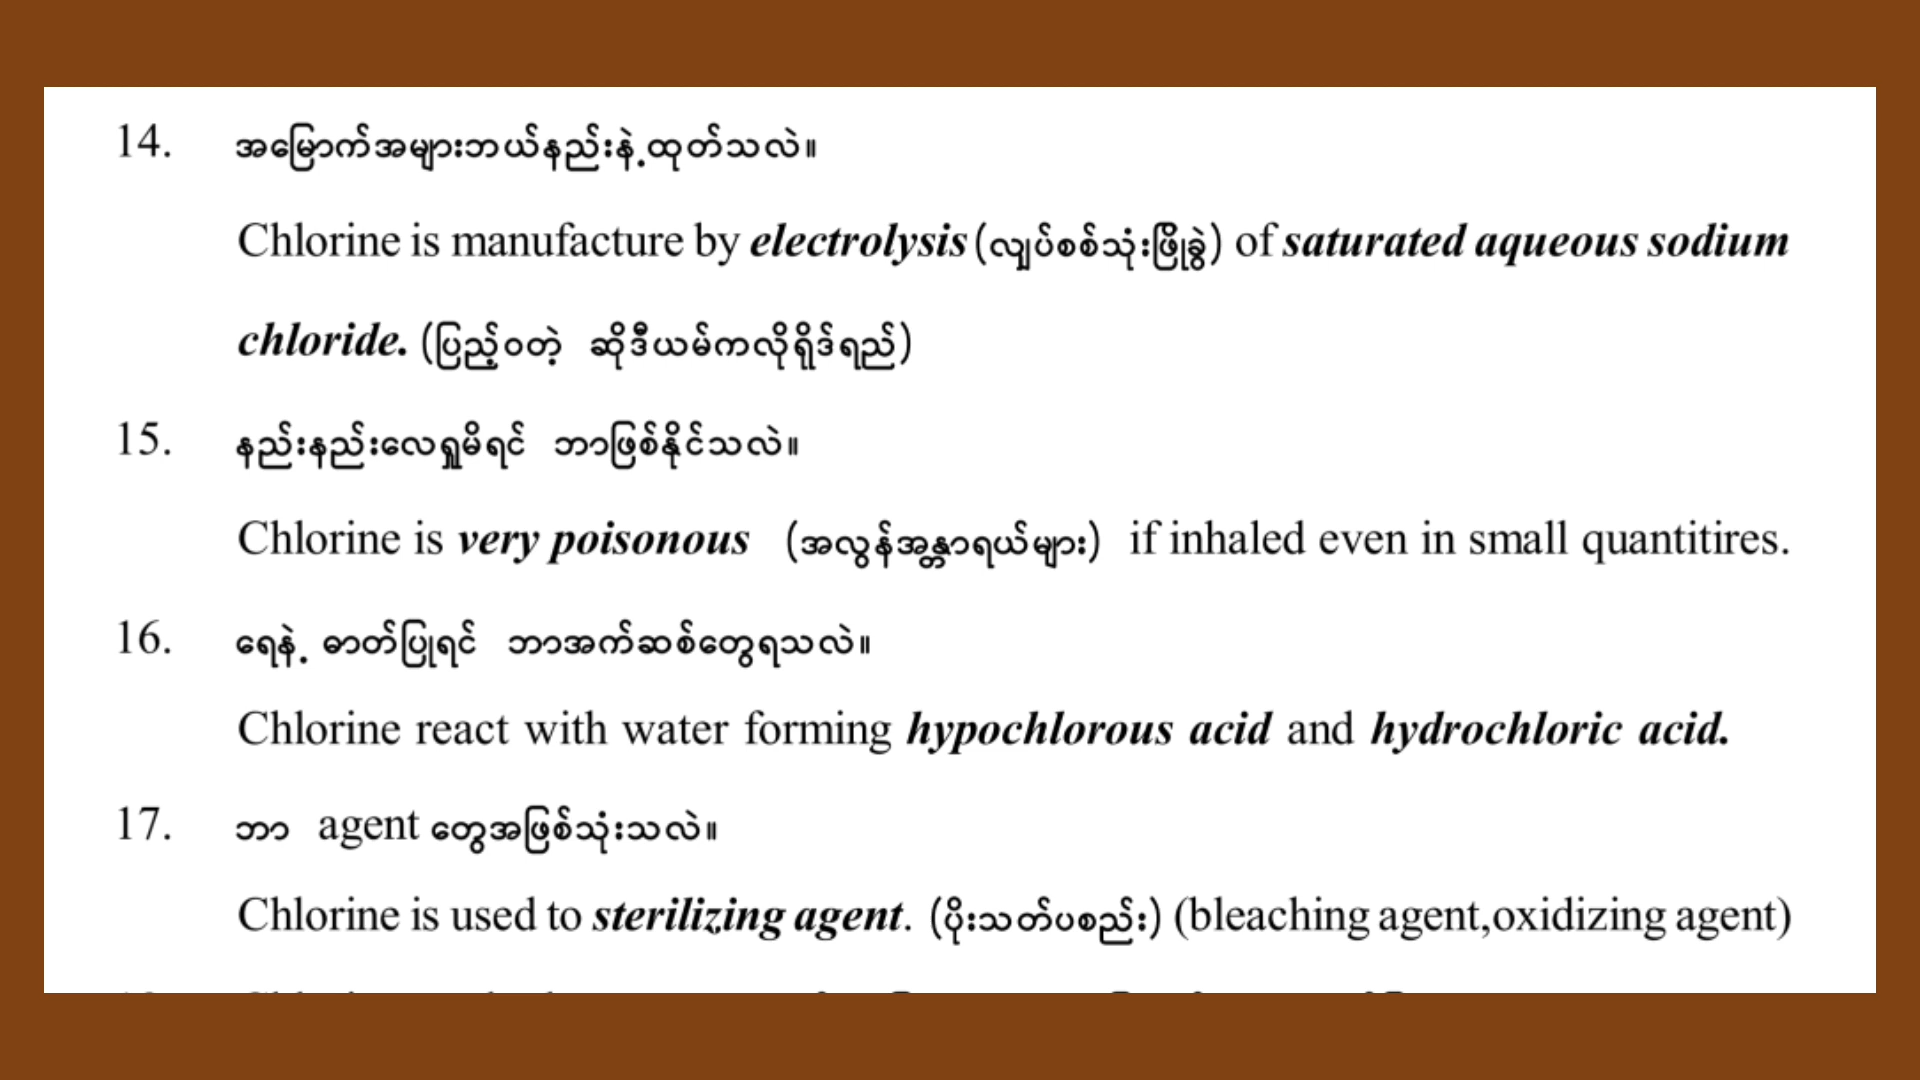 14. အမြောက်အများဘယ်နည်းနဲ့ထုတ်သလဲ။
Chlorine is manufacture by electrolysis (လျှပ်စစ်သုံးဖြိုခွဲ) of saturated aqueous sodium
chloride. (ပြည့်ဝတဲ့ ဆိုဒီယမ်ကလိုရိုဒ်ရည်)
15. နည်းနည်းလေရှူမိရင် ဘာဖြစ်နိုင်သလဲ။
Chlorine is very poisonous (အလွန်အန္တာရယ်များ) if inhaled even in small quantitires.
16. ရေနဲ့ ဓာတ်ပြုရင် ဘာအက်ဆစ်တွေရသလဲ။
Chlorine react with water forming hypochlorous acid and hydrochloric acid.
17. ဘာ agent တွေအဖြစ်သုံးသလဲ။
Chlorine is used to sterilizing agent. (ပိုးသတ်ပစည်း) (bleaching agent,oxidizing agent)